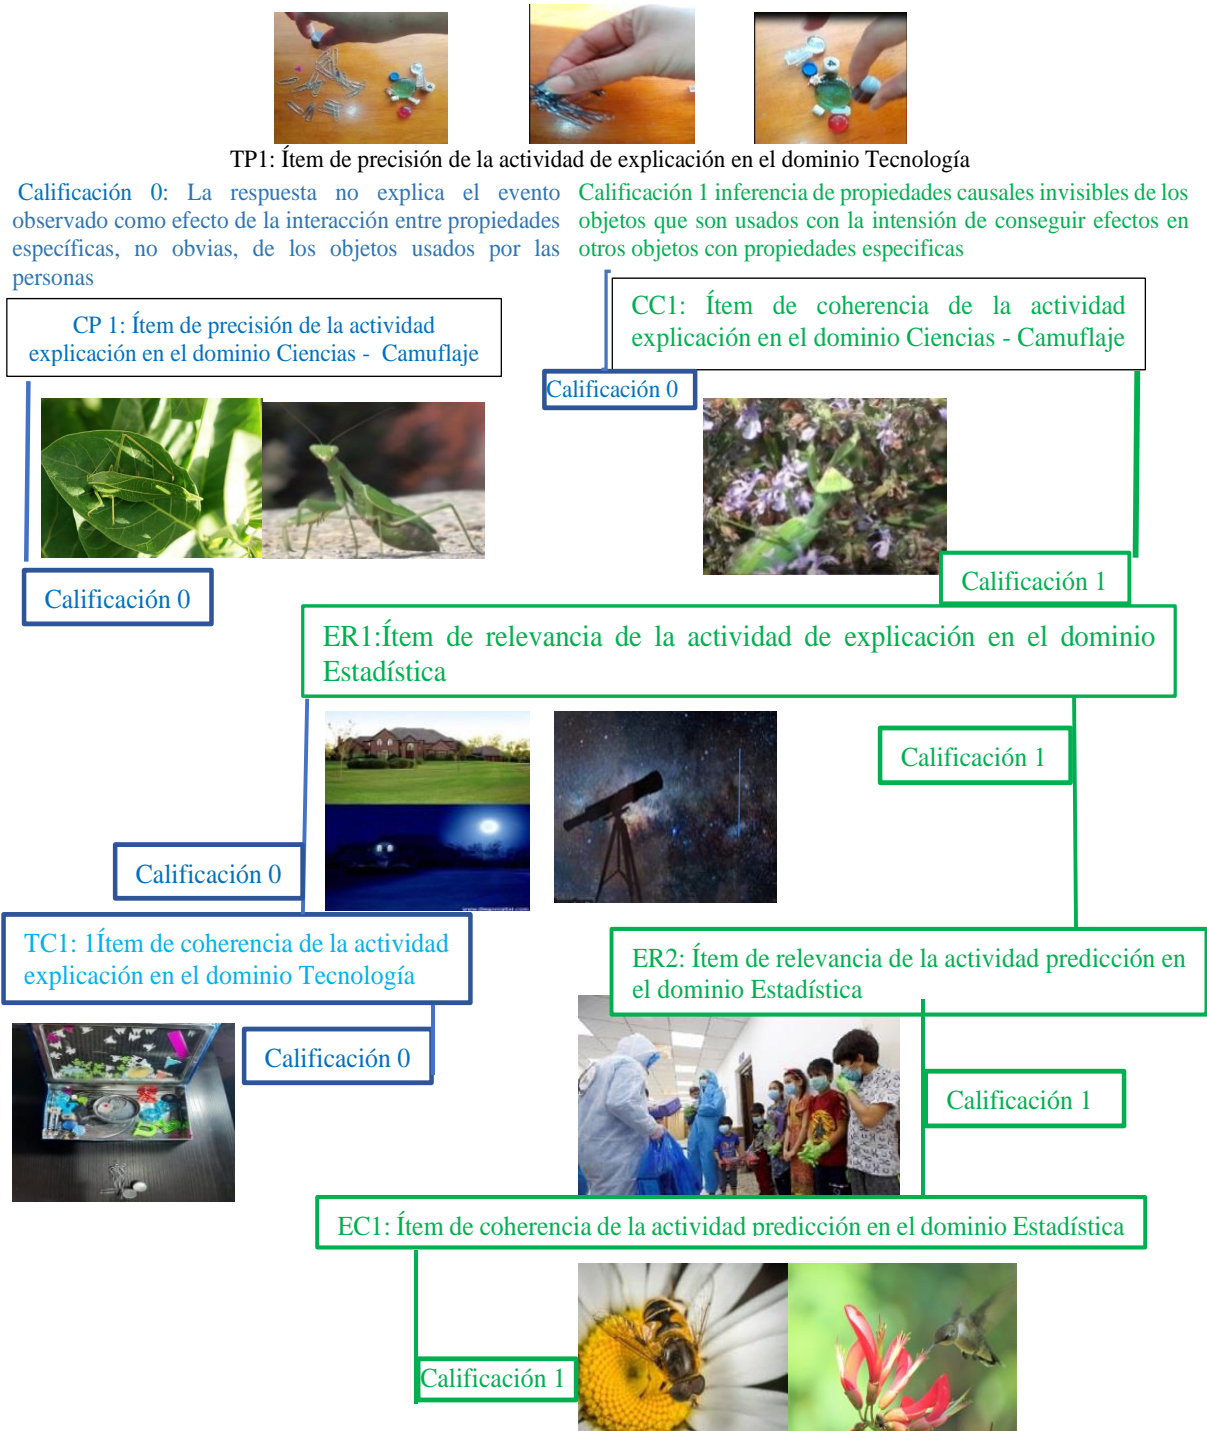 TP1: Ítem de precisión de la actividad de explicación en el dominio Tecnología
Calificación 0: La respuesta no explica el evento
observado como efecto de la interacción entre propiedades
específicas, no obvias, de los objetos usados por las
personas
Calificación 1 inferencia de propiedades causales invisibles de los
objetos que son usados con la intensión de conseguir efectos en
otros objetos con propiedades especificas
CP 1: Ítem de precisión de la actividad
explicación en el dominio Ciencias - Camuflaje
CC1: Ítem de coherencia de la actividad
explicación en el dominio Ciencias - Camuflaje
Calificación 0
Calificación 1
Calificación 0
ER1:Ítem de relevancia de la actividad de explicación en el dominio
Estadística
Calificación 1
Calificación 0
www.diegomattei.com
TC1: 1Ítem de coherencia de la actividad
explicación en el dominio Tecnología
ER2: Ítem de relevancia de la actividad predicción en
el dominio Estadística
Calificación 0
Calificación 1
EC1: Ítem de coherencia de la actividad predicción en el dominio Estadística
Calificación 1